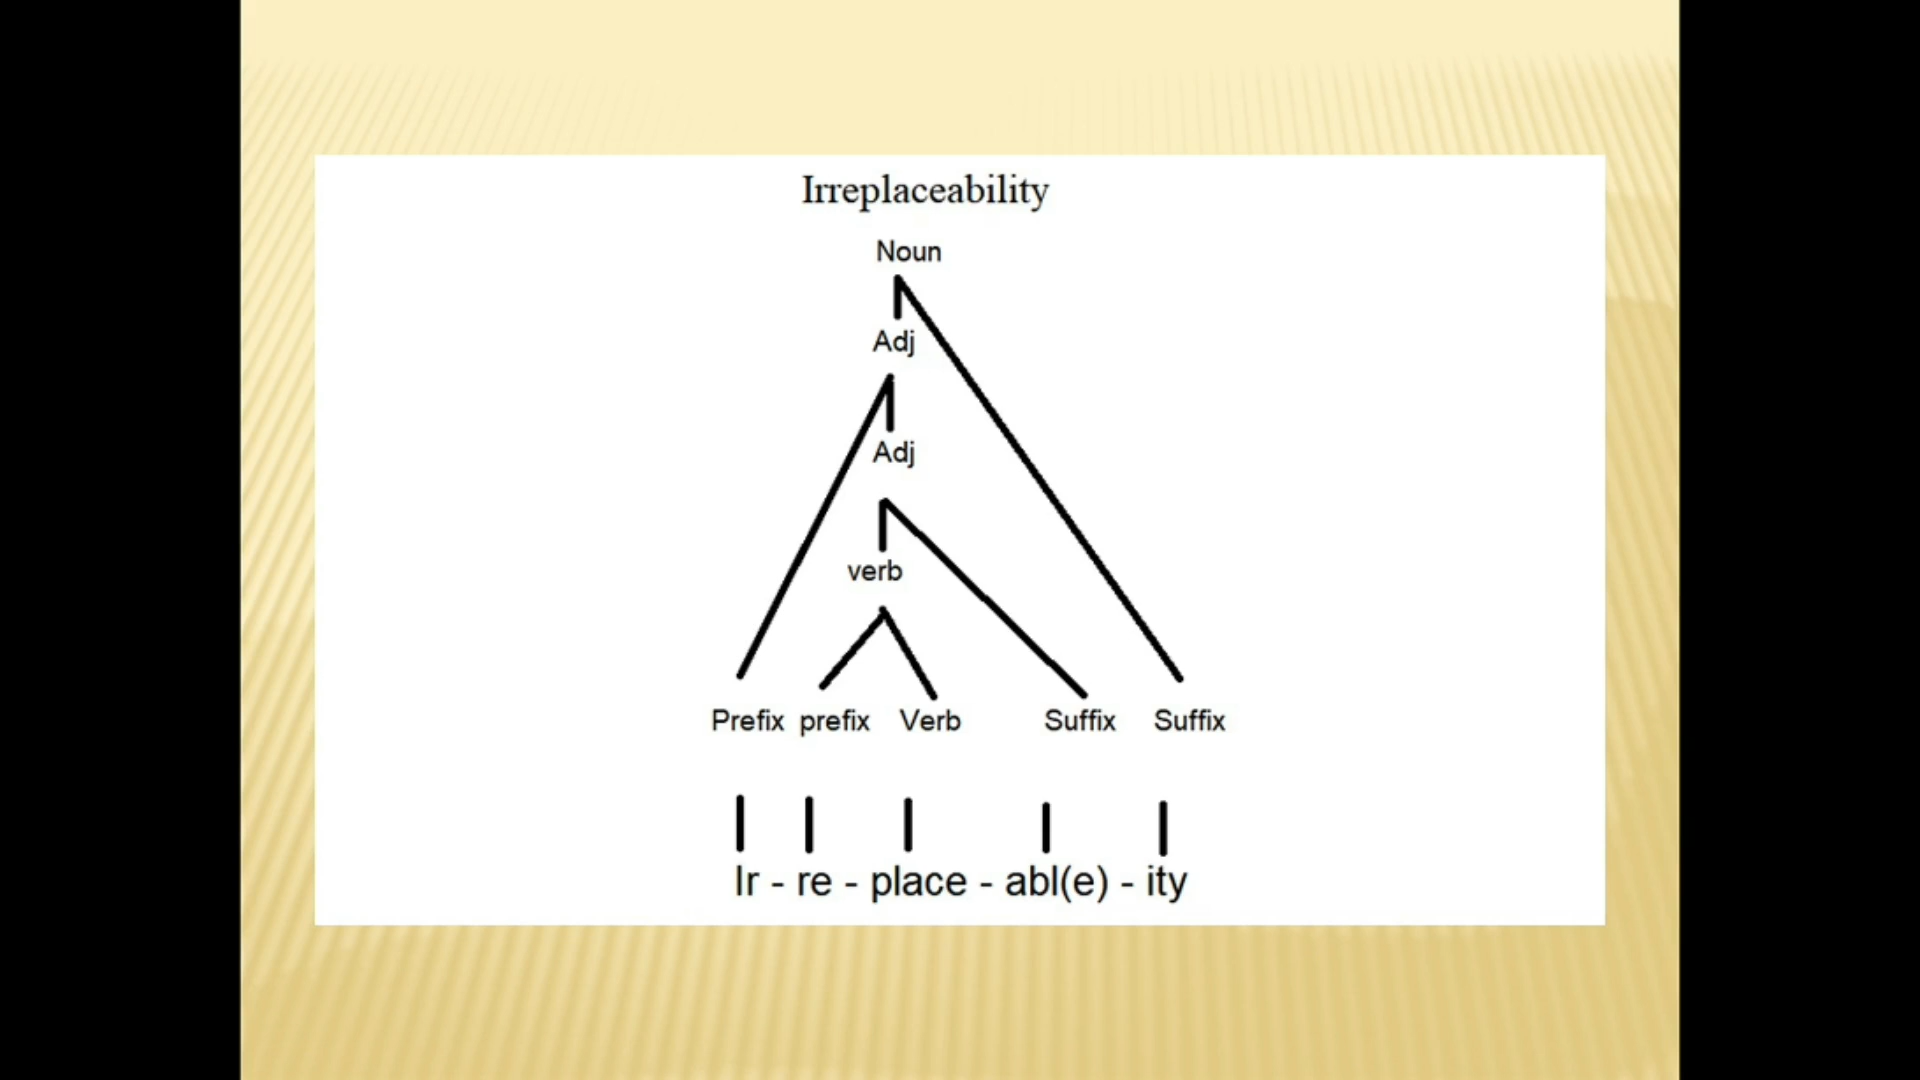 Irreplaceability
Noun
Adj
Adj
verb
Prefix prefix Verb Suffix Suffix
Ir - re - place - abl(e) - ity